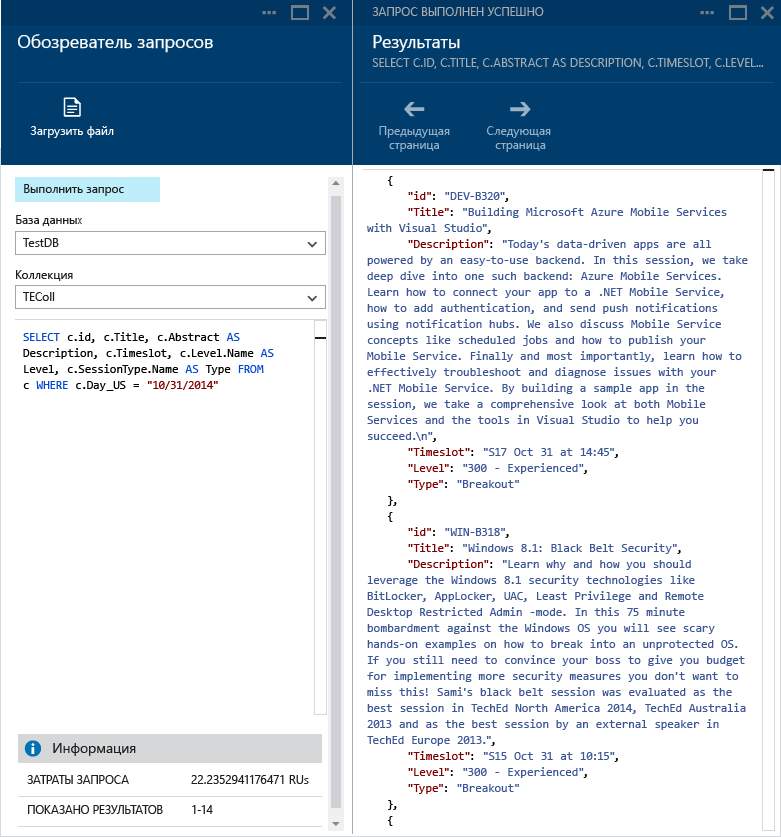 Обозреватель запросов
Загрузить файл
Выполнить запрос
База данных
TestDB
Коллекция
TEColl
SELECT c.id, c.Title, c.Abstract AS
Description, c.Timeslot, c.Level.Name AS
Level, c.SessionType.Name AS Type FROM
c WHERE c.Day_US = "10/31/2014"
Информация
ЗАТРАТЫ ЗАПРОСА 22.2352941176471 RUs
ПОКАЗАНО РЕЗУЛЬТАТОВ 1-14
ЗАПРОС ВЫПОЛНЕН УСПЕШНО
Результаты
SELECT C.ID, C.TITLE, C.ABSTRACT AS DESCRIPTION, C.TIMESLOT, C.LEVEL...
Предыдущая
страница
Следующая
страница
{
"id": "DEV-B320",
"Title": "Building Microsoft Azure Mobile Services
with Visual Studio",
"Description": "Today's data-driven apps are all
powered by an easy-to-use backend. In this session, we take
deep dive into one such backend: Azure Mobile Services.
Learn how to connect your app to a .NET Mobile Service,
how to add authentication, and send push notifications
using notification hubs. We also discuss Mobile Service
concepts like scheduled jobs and how to publish your
Mobile Service. Finally and most importantly, learn how to
effectively troubleshoot and diagnose issues with your
.NET Mobile Service. By building a sample app in the
session, we take a comprehensive look at both Mobile
Services and the tools in Visual Studio to help you
succeed.\n",
"Timeslot": "S17 Oct 31 at 14:45",
"Level": "300 - Experienced",
"Type": "Breakout"
},
{
"id": "WIN-B318",
"Title": "Windows 8.1: Black Belt Security",
"Description": "Learn why and how you should
leverage the Windows 8.1 security technologies like
BitLocker, AppLocker, UAC, Least Privilege and Remote
Desktop Restricted Admin -mode. In this 75 minute
bombardment against the Windows OS you will see scary
hands-on examples on how to break into an unprotected OS.
If you still need to convince your boss to give you budget
for implementing more security measures you don't want to
miss this! Sami's black belt session was evaluated as the
best session in TechEd North America 2014, TechEd Australia
2013 and as the best session by an external speaker in
TechEd Europe 2013.",
"Timeslot": "S15 Oct 31 at 10:15",
"Level": "300 - Experienced",
"Type": "Breakout"
},
{